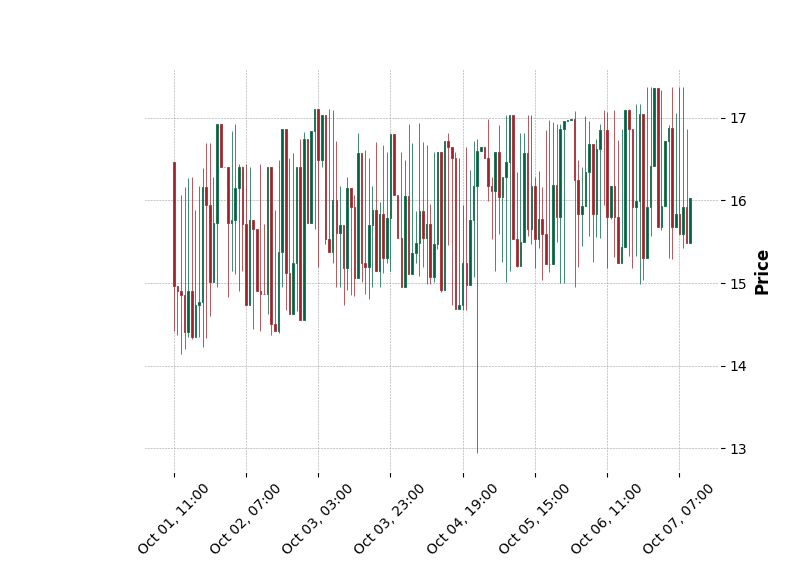 17
16
15
14
13
Price
Oct 01, 11:00
Oct 02, 07:00
Oct 03, 03:00
Oct 03, 23:00
Oct 04, 19:00
Oct 05, 15:00
Oct 06, 11:00
Oct 07, 07:00